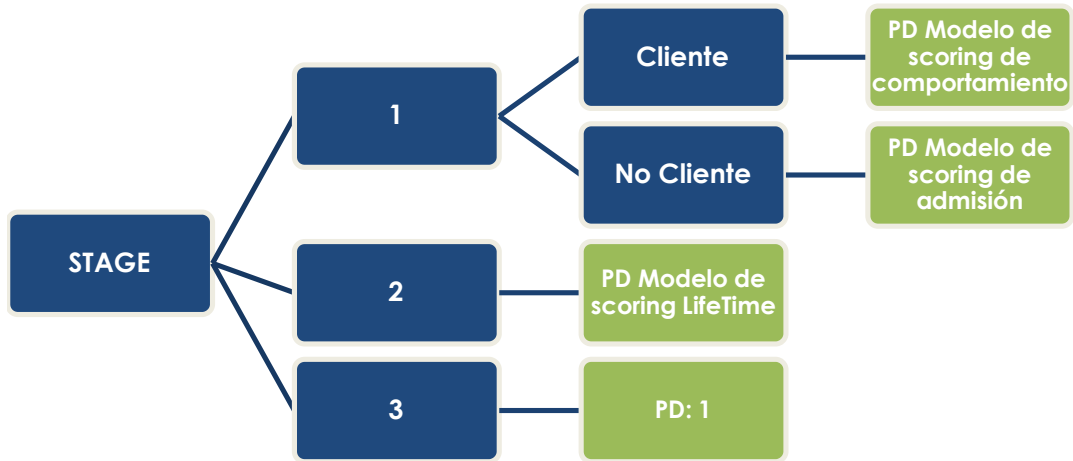 STAGE
1
Cliente
PD Modelo de
scoring de
comportamiento
No Cliente
PD Modelo de
scoring de
admisión
2
PD Modelo de
scoring LifeTime
3
PD: 1